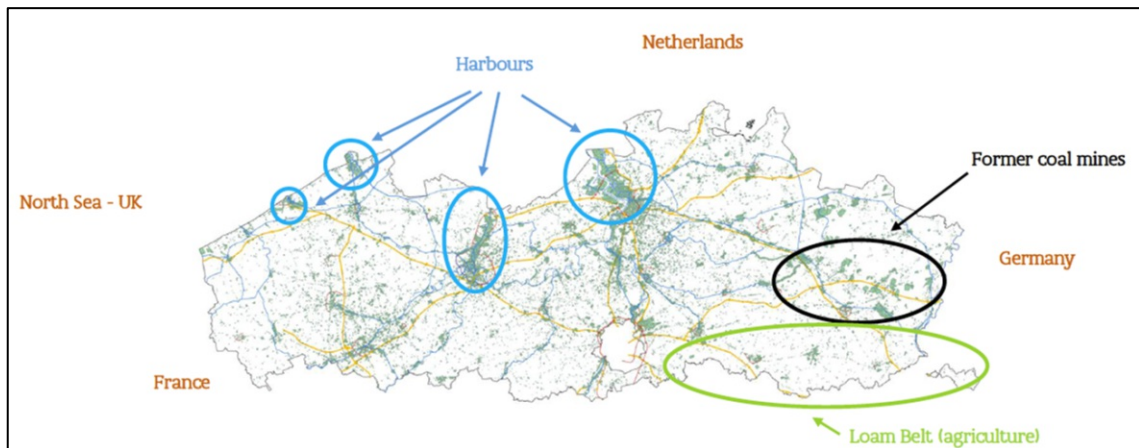 Netherlands
Harbours
Former coal mines
North Sea - UK
Germany
France
Loam Belt (agriculture)